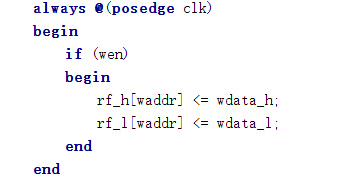 always @(posedge clk)
begin
    if (wen)
    begin
        rf_h[waddr] <= wdata_h;
        rf_l[waddr] <= wdata_l;
    end
end